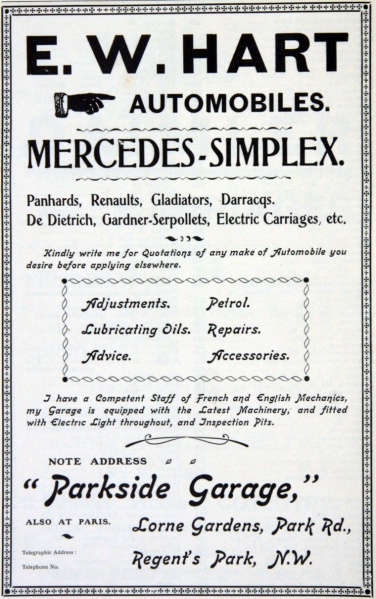 E. W. HART
AUTOMOBILES.
MERCEDES-SIMPLEX.
Panhards, Renaults, Gladiators, Darracqs.
De Dietrich, Gardner-Serpollets, Electric Carriages, etc.
Kindly write me for Quotations of any make of Automobile you
desire before applying elsewhere.
Adjustments. Petrol.
Lubricating Oils. Repairs.
Advice. Accessories.
I have a Competent Staff of French and English Mechanics,
my Garage is equipped with the Latest Machinery, and fitted
with Electric Light throughout, and Inspection Pits.
NOTE ADDRESS
“Parkside Garage,”
ALSO AT PARIS.
Lorne Gardens, Park Rd.,
Regent's Park, N.W.
Telegraphic Address:
Telephone No.